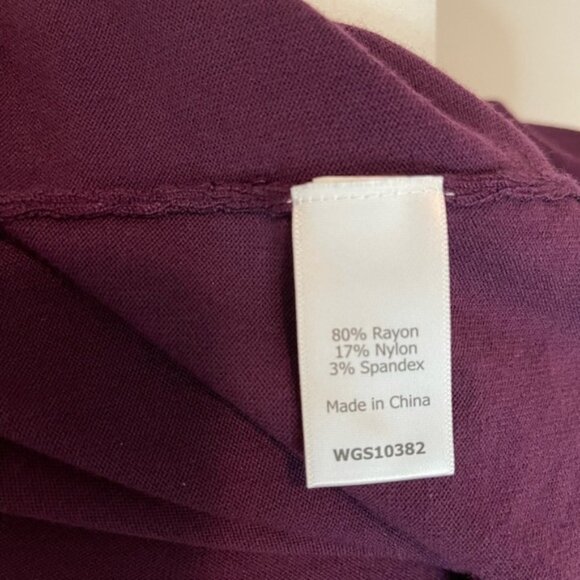 80% Rayon
17% Nylon
3% Spandex
Made in China
WGS10382